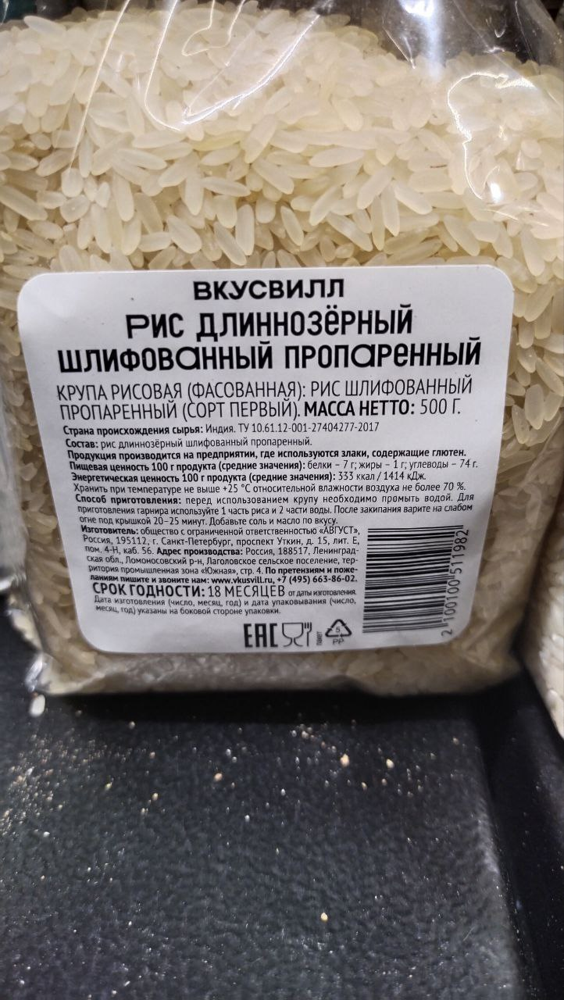 ВКУСВИЛЛ
РИС ДЛИННОЗЁРНЫЙ
ШЛИФОВАННЫЙ ПРОПАРЕННЫЙ
КРУПА РИСОВАЯ (ФАСОВАННАЯ): РИС ШЛИФОВАННЫЙ
ПРОПАРЕННЫЙ (СОРТ ПЕРВЫЙ). МАССА НЕТТО: 500 Г.
Страна происхождения сырья: Индия. ТУ 10.61.12-001-27404277-2017
Состав: рис длиннозерный шлифованный пропаренный.
Продукция производится на предприятии, где используются злаки, содержащие глютен.
Пищевая ценность 100 г продукта (средние значения): белки – 7 г; жиры – 1 г; углеводы – 74 г.
Энергетическая ценность 100 г продукта (средние значения): 333 ккал / 1414 кДж.
Хранить при температуре не выше +25 °С относительной влажности воздуха не более 70 %.
Способ приготовления: перед использованием крупу необходимо промыть водой. Для
приготовления гарнира используйте 1 часть риса и 2 части воды. После закипания варите на слабом
огне под крышкой 20–25 минут. Добавьте соль и масло по вкусу.
Изготовитель: общество с ограниченной ответственностью «АВГУСТ»,
Россия, 195112, г. Санкт-Петербург, проспект Уткин, д. 15, лит. Е,
пом. 4-Н, каб. 56. Адрес производства: Россия, 188517, Ленинград-
ская обл., Ломоносовский р-н, Лаголовское сельское поселение, тер-
ритория промышленная зона «Южная», стр. 4. По претензиям и поже-
ланиям пишите и звоните нам: www.vkusvill.ru, +7 (495) 663-86-02.
СРОК ГОДНОСТИ: 18 МЕСЯЦЕВ от даты изготовления.
Дата изготовления (число, месяц, год) и дата упаковывания (число,
месяц, год) указаны на боковой стороне упаковки.
2 100100 511982
ЕАС
пакет
5
PP